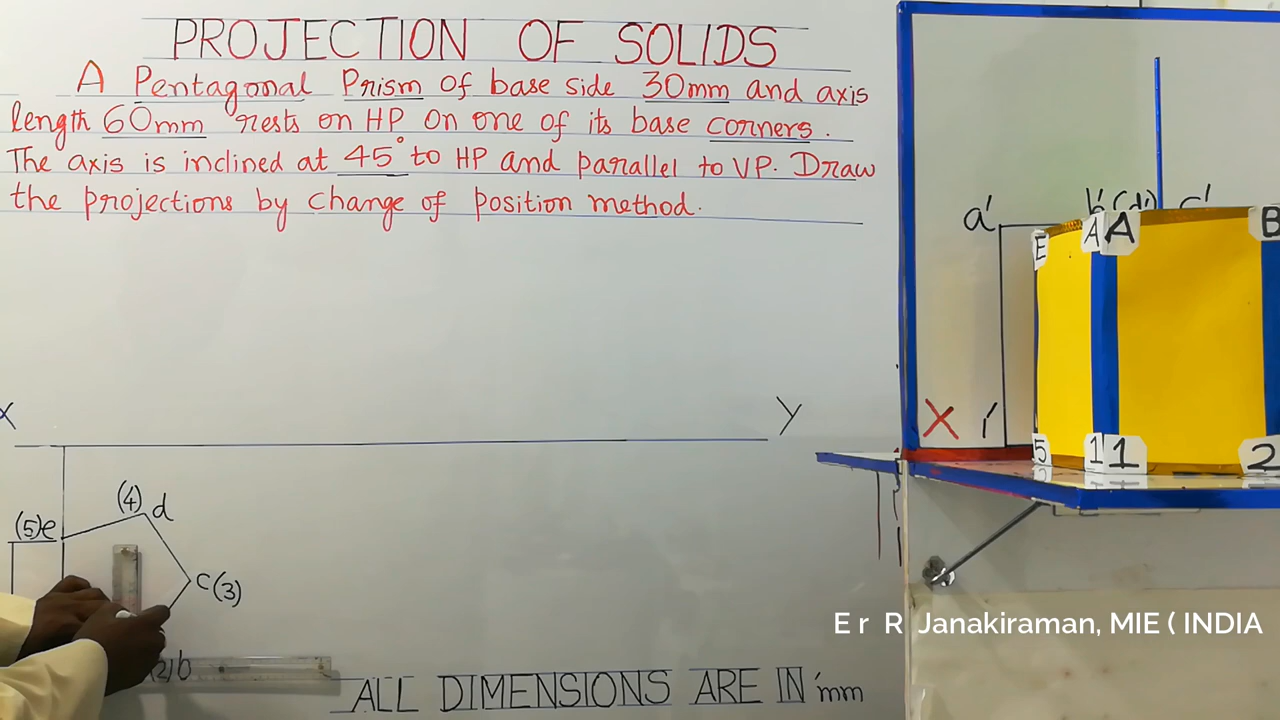 PROJECTION OF SOLIDS
A Pentagonal Prism of base side 30mm and axis
length 60mm rests on HP on one of its base corners.
The axis is inclined at 45° to HP and parallel to VP. Draw
the projections by change of position method.
a' b'(d') c'
E A A B
X 1'
5 1 1 2
X Y
(4) d
(5)e
c(3)
(2)b
Er R Janakiraman, MIE ( INDIA
ALL DIMENSIONS ARE IN 'mm